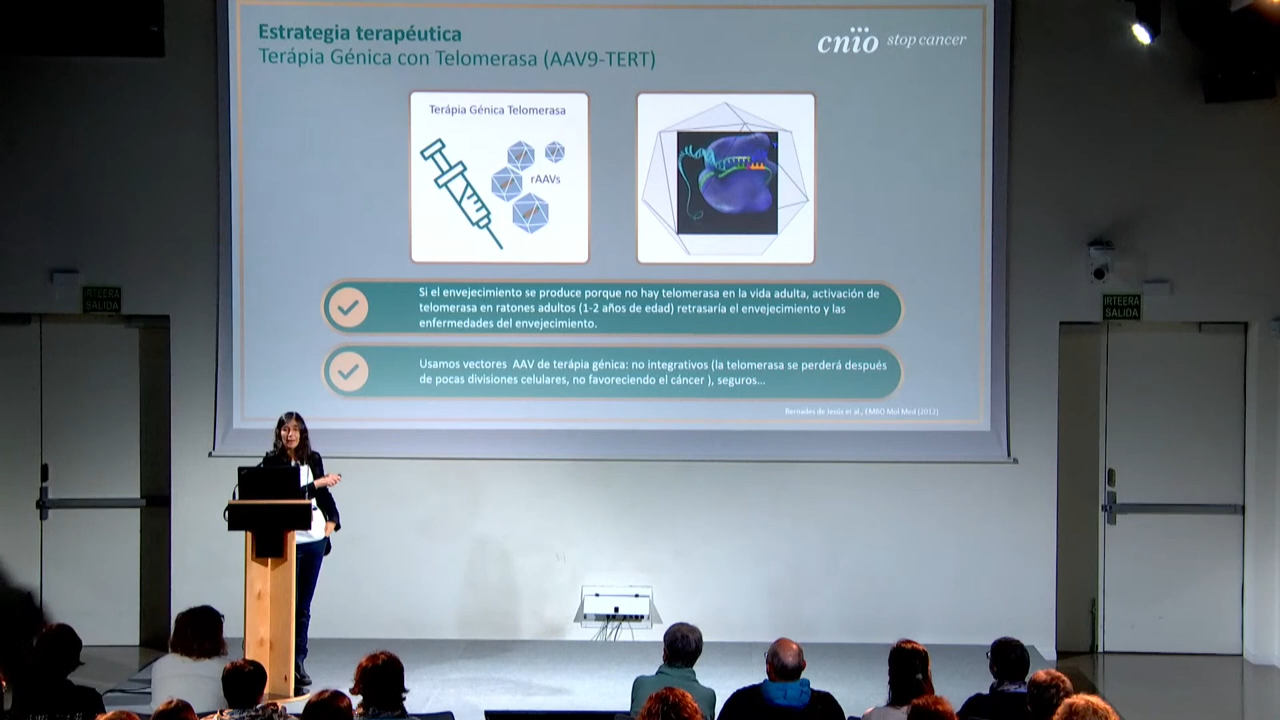 Estrategia terapéutica
Terápia Génica con Telomerasa (AAV9-TERT)
cnio stop cancer
Terápia Génica Telomerasa
rAAVs
Si el envejecimiento se produce porque no hay telomerasa en la vida adulta, activación de
telomerasa en ratones adultos (1-2 años de edad) retrasaría el envejecimiento y las
enfermedades del envejecimiento.
Usamos vectores AAV de terápia génica: no integrativos (la telomerasa se perderá después
de pocas divisiones celulares, no favoreciendo el cáncer ), seguros...
Bernades de Jesús et al., EMBO Mol Med (2012)
IRTEERA
SALIDA
IRTEERA
SALIDA